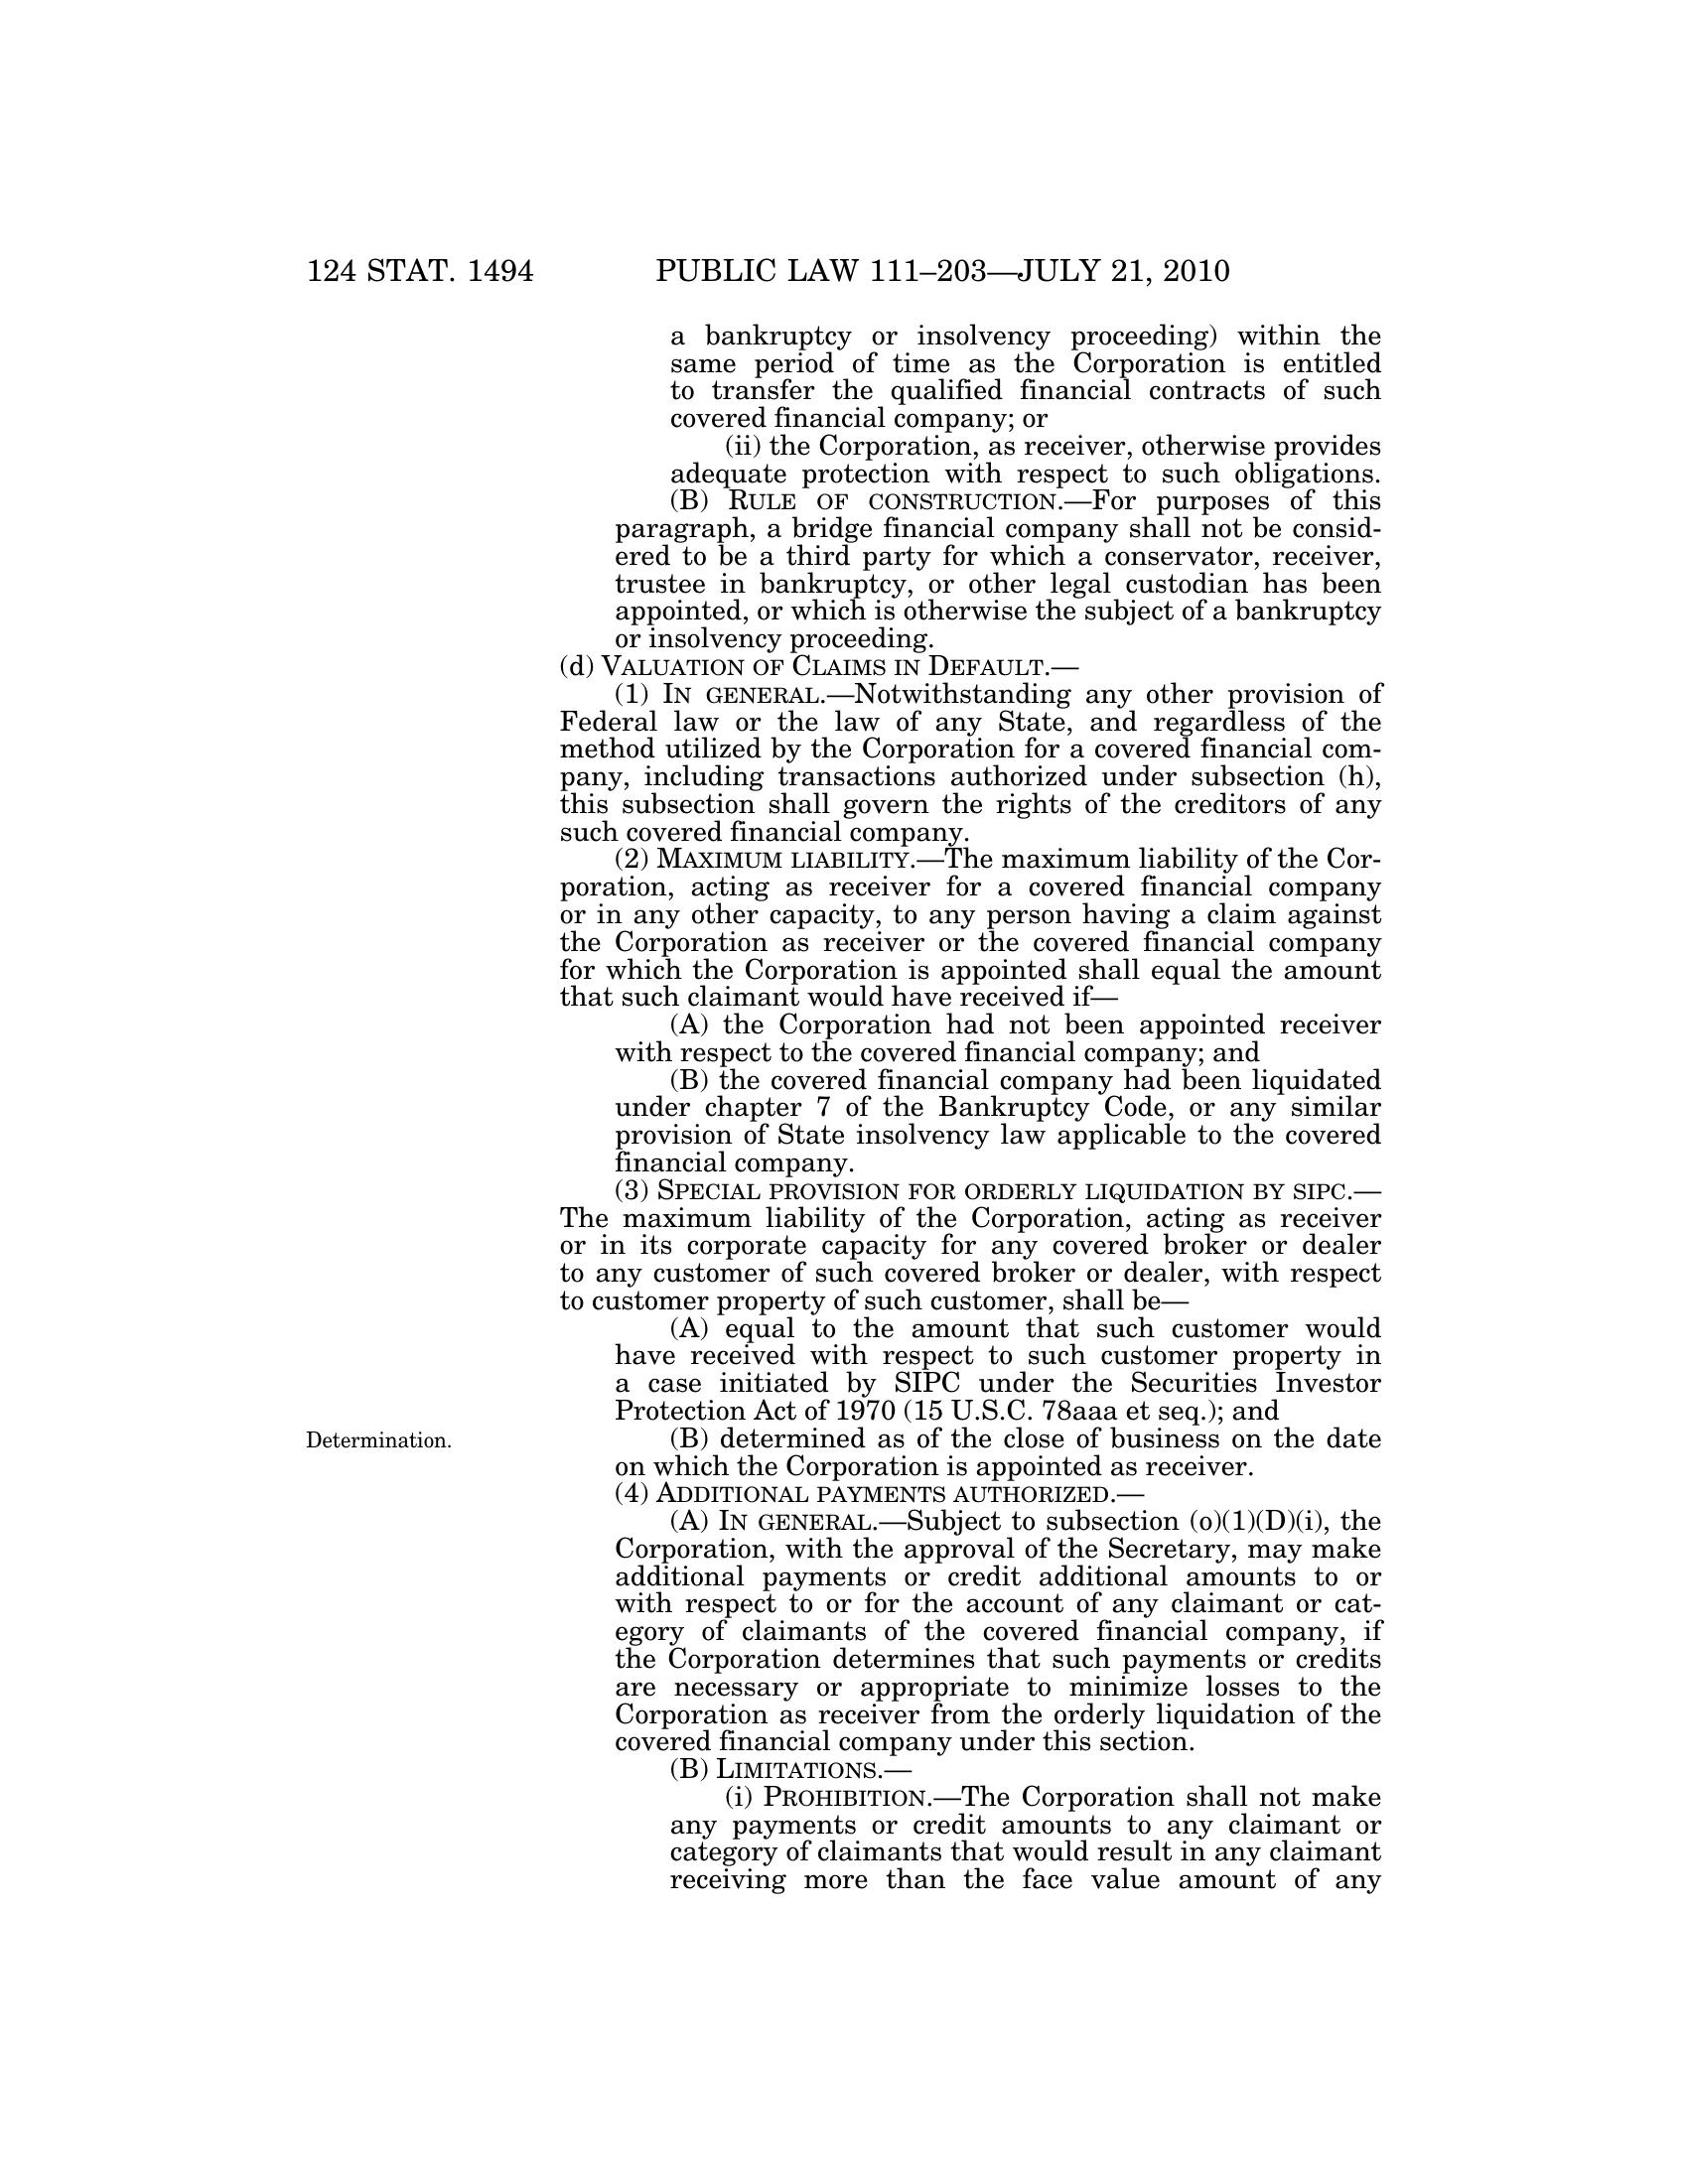 124 STAT. 1494 PUBLIC LAW 111–203—JULY 21, 2010
a bankruptcy or insolvency proceeding) within the
same period of time as the Corporation is entitled
to transfer the qualified financial contracts of such
covered financial company; or
(ii) the Corporation, as receiver, otherwise provides
adequate protection with respect to such obligations.
(B) RULE OF CONSTRUCTION.—For purposes of this
paragraph, a bridge financial company shall not be consid-
ered to be a third party for which a conservator, receiver,
trustee in bankruptcy, or other legal custodian has been
appointed, or which is otherwise the subject of a bankruptcy
or insolvency proceeding.
(d) VALUATION OF CLAIMS IN DEFAULT.—
(1) IN GENERAL.—Notwithstanding any other provision of
Federal law or the law of any State, and regardless of the
method utilized by the Corporation for a covered financial com-
pany, including transactions authorized under subsection (h),
this subsection shall govern the rights of the creditors of any
such covered financial company.
(2) MAXIMUM LIABILITY.—The maximum liability of the Cor-
poration, acting as receiver for a covered financial company
or in any other capacity, to any person having a claim against
the Corporation as receiver or the covered financial company
for which the Corporation is appointed shall equal the amount
that such claimant would have received if—
(A) the Corporation had not been appointed receiver
with respect to the covered financial company; and
(B) the covered financial company had been liquidated
under chapter 7 of the Bankruptcy Code, or any similar
provision of State insolvency law applicable to the covered
financial company.
(3) SPECIAL PROVISION FOR ORDERLY LIQUIDATION BY SIPC.—
The maximum liability of the Corporation, acting as receiver
or in its corporate capacity for any covered broker or dealer
to any customer of such covered broker or dealer, with respect
to customer property of such customer, shall be—
(A) equal to the amount that such customer would
have received with respect to such customer property in
a case initiated by SIPC under the Securities Investor
Protection Act of 1970 (15 U.S.C. 78aaa et seq.); and
Determination. (B) determined as of the close of business on the date
on which the Corporation is appointed as receiver.
(4) ADDITIONAL PAYMENTS AUTHORIZED.—
(A) IN GENERAL.—Subject to subsection (o)(1)(D)(i), the
Corporation, with the approval of the Secretary, may make
additional payments or credit additional amounts to or
with respect to or for the account of any claimant or cat-
egory of claimants of the covered financial company, if
the Corporation determines that such payments or credits
are necessary or appropriate to minimize losses to the
Corporation as receiver from the orderly liquidation of the
covered financial company under this section.
(B) LIMITATIONS.—
(i) PROHIBITION.—The Corporation shall not make
any payments or credit amounts to any claimant or
category of claimants that would result in any claimant
receiving more than the face value amount of any